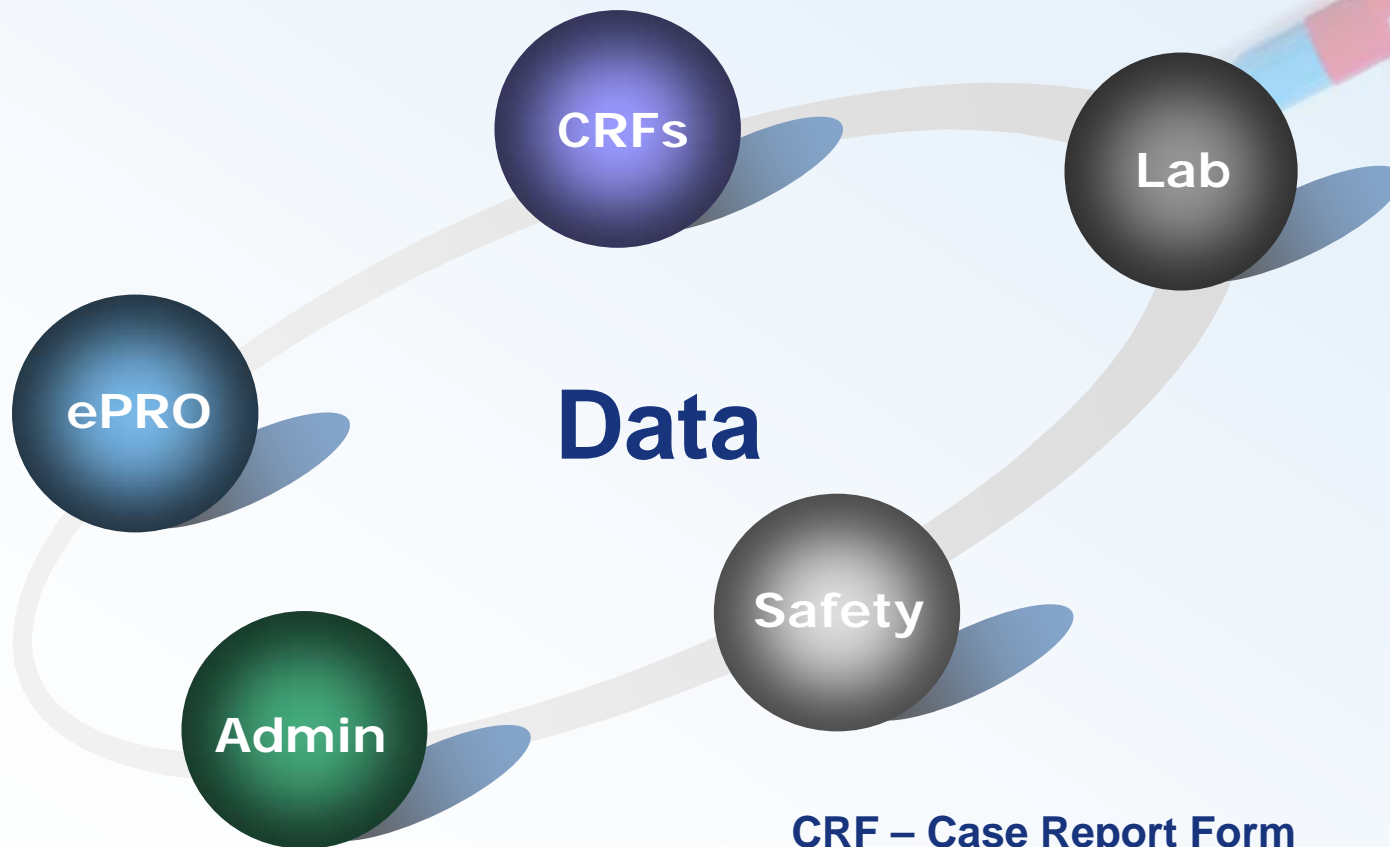 CRFs
Lab
ePRO
Data
Safety
Admin
CRF – Case Report Form